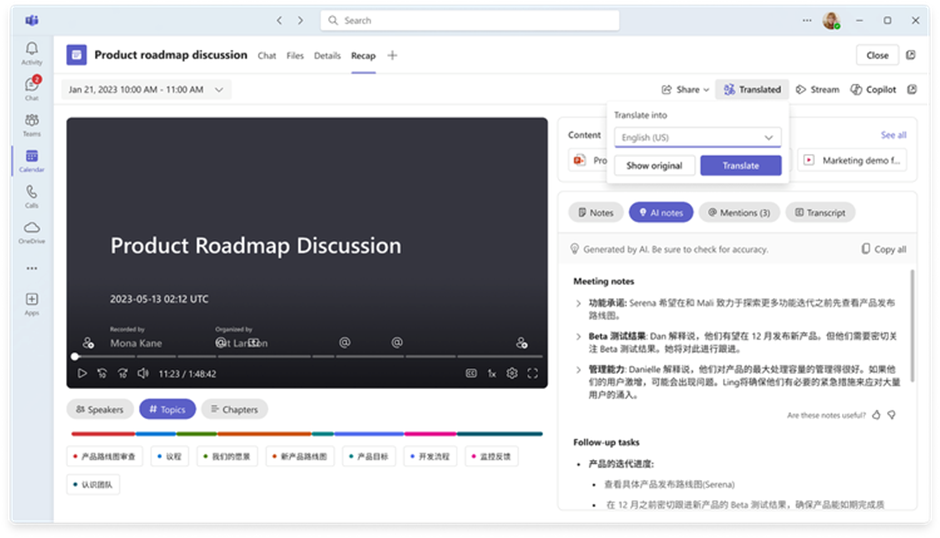 Search
Activity
Chat
2
Teams
Calendar
Calls
OneDrive
Apps
Product roadmap discussion
Chat
Files
Details
Recap
Close
Jan 21, 2023 10:00 AM - 11:00 AM
Share
Translated
Stream
Copilot
Translate into
English (US)
Show original
Translate
Content
See all
Pro
Marketing demo f...
Product Roadmap Discussion
2023-05-13 02:12 UTC
Recorded by
Mona Kane
Organized by
11:23 / 1:48:42
1x
Speakers
# Topics
Chapters
产品路线图审查
议程
我们的愿景
新产品路线图
产品目标
开发流程
监控反馈
认识团队
Notes
AI notes
Mentions (3)
Transcript
Generated by AI. Be sure to check for accuracy.
Copy all
Meeting notes
功能承诺: Serena 希望在和 Mali 致力于探索更多功能迭代之前先查看产品发布
路线图。
Beta 测试结果: Dan 解释说，他们有望在 12 月发布新产品。但他们需要密切关
注 Beta 测试结果。她将对此进行跟进。
管理能力: Danielle 解释说，他们对产品的最大处理容量的管理得很好。如果他
们的用户激增，可能会出现问题。Ling将确保他们有必要的紧急措施来应对大量
用户的涌入。
Are these notes useful?
Follow-up tasks
产品的迭代进度:
查看具体产品发布路线图(Serena)
在 12 月之前密切跟进新产品的 Beta 测试结果，确保产品能如期完成质